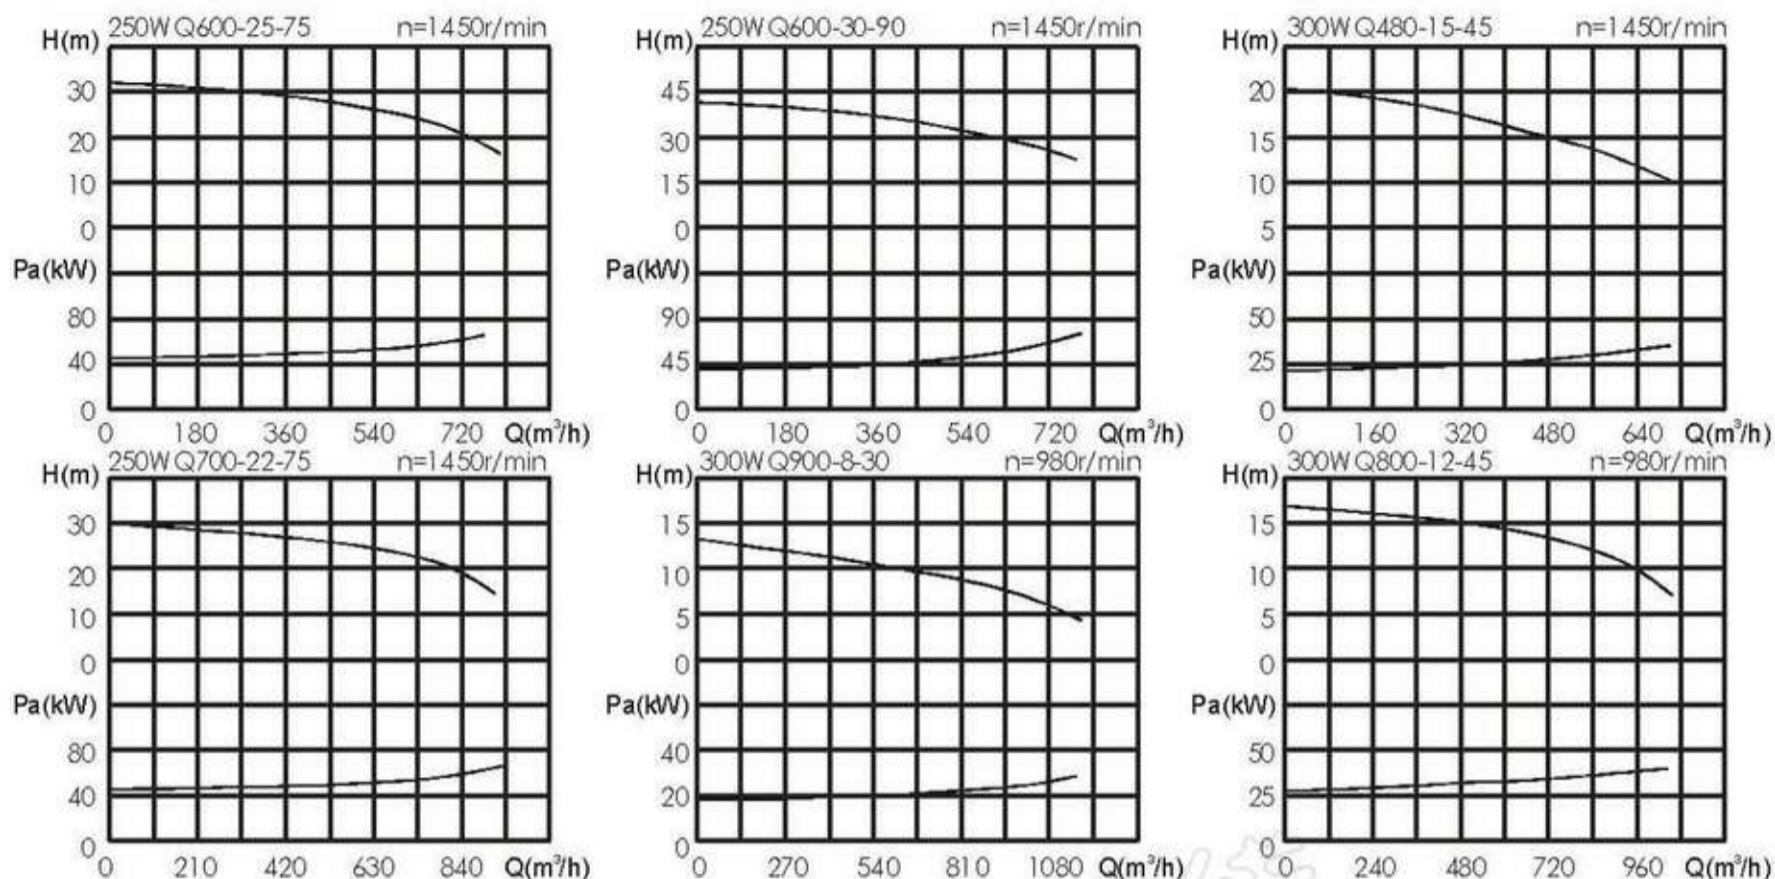 250W Q600-25-75 n=1450r/min
H(m)
30
20
10
0
Pa(kW)
80
40
0
0 180 360 540 720 Q(m³/h)
250W Q600-30-90 n=1450r/min
H(m)
45
30
15
0
Pa(kW)
90
45
0
0 180 360 540 720 Q(m³/h)
300W Q480-15-45 n=1450r/min
H(m)
20
15
10
5
Pa(kW)
50
25
0
0 160 320 480 640 Q(m³/h)
250W Q700-22-75 n=1450r/min
H(m)
30
20
10
0
Pa(kW)
80
40
0
0 210 420 630 840 Q(m³/h)
300W Q900-8-30 n=980r/min
H(m)
15
10
5
0
Pa(kW)
40
20
0
0 270 540 810 1080 Q(m³/h)
300W Q800-12-45 n=980r/min
H(m)
15
10
5
0
Pa(kW)
50
25
0
0 240 480 720 960 Q(m³/h)